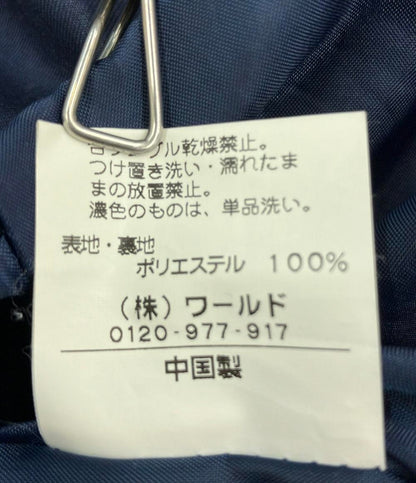 タンブル乾燥禁止。
つけ置き洗い・濡れたま
まの放置禁止。
濃色のものは、単品洗い。
表地・裏地
ポリエステル 100%
(株)ワールド
0120-977-917
中国製